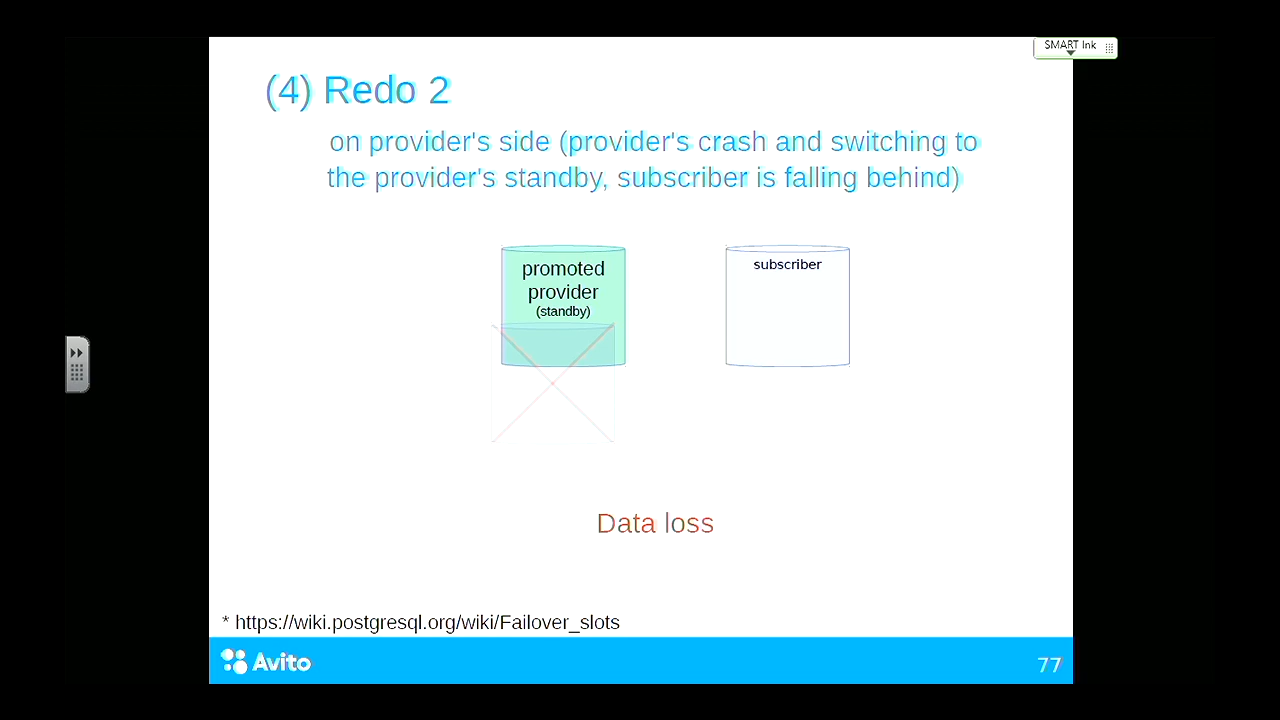 SMART Ink
(4) Redo 2
on provider's side (provider's crash and switching to
the provider's standby, subscriber is falling behind)
promoted
provider
(standby)
subscriber
Data loss
* https://wiki.postgresql.org/wiki/Failover_slots
Avito
77